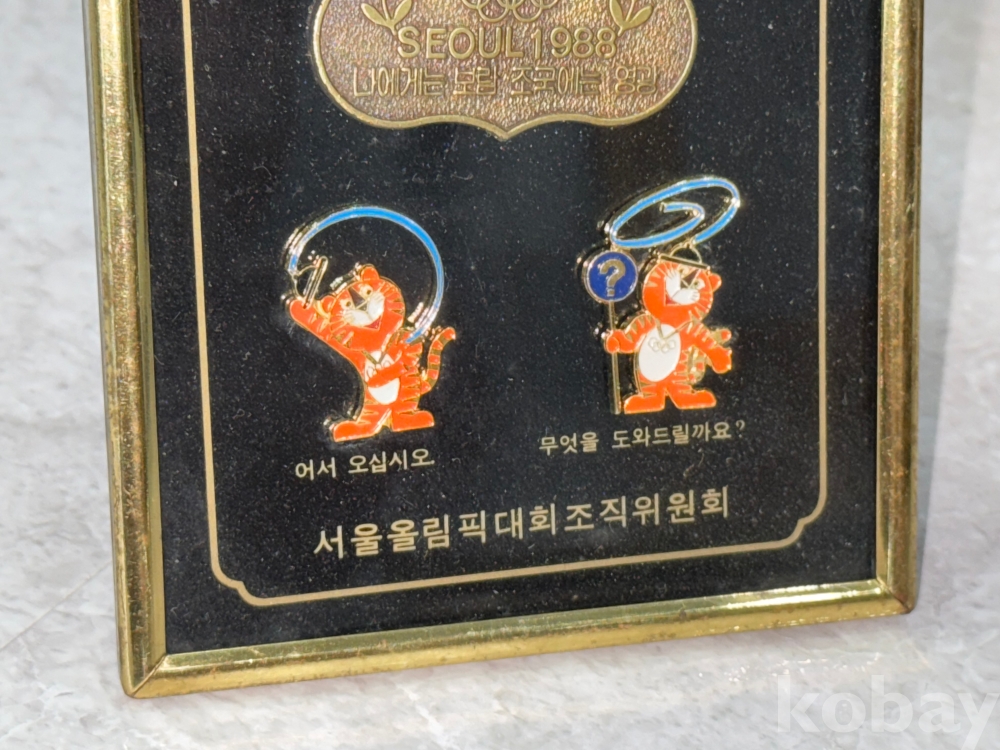 SEOUL 1988
나에게는 보람 조국에는 영광
?
어서 오십시오
무엇을 도와드릴까요?
서울올림픽대회조직위원회
kobay